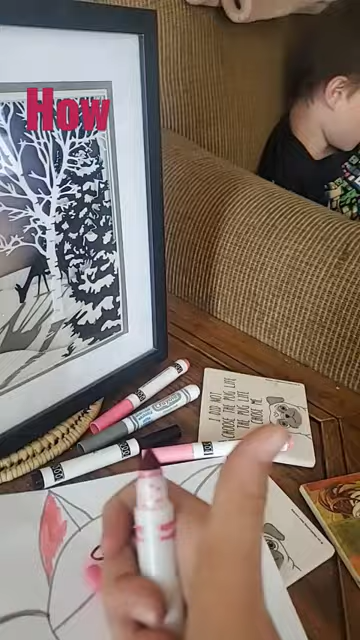 How
I DID NOT
CHOOSE THE PUG LIFE
THE PUG LIFE
CHOSE ME